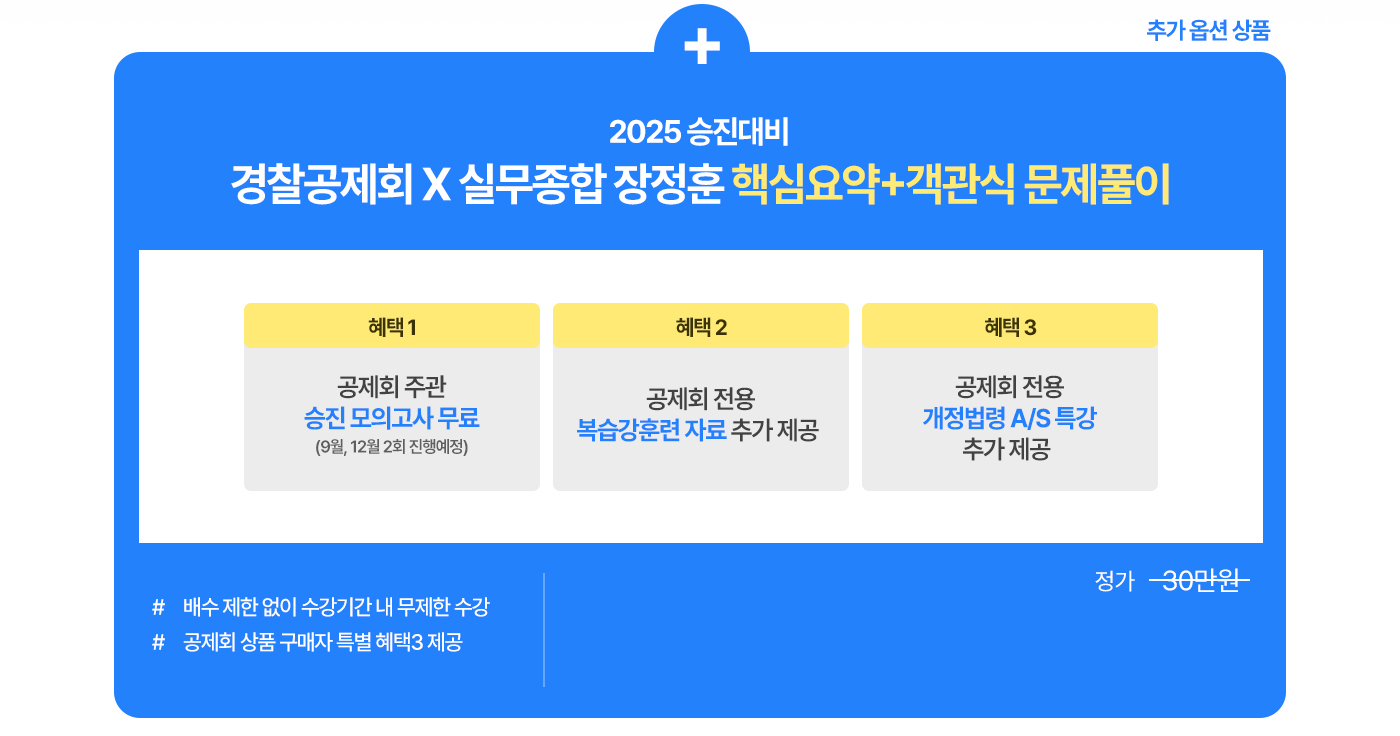 추가 옵션 상품
2025 승진대비
경찰공제회 X 실무종합 장정훈 핵심요약+객관식 문제풀이
혜택 1
공제회 주관
승진 모의고사 무료
(9월, 12월 2회 진행예정)
혜택 2
공제회 전용
복습강훈련 자료 추가 제공
혜택 3
공제회 전용
개정법령 A/S 특강
추가 제공
# 배수 제한 없이 수강기간 내 무제한 수강
# 공제회 상품 구매자 특별 혜택3 제공
정가 30만원